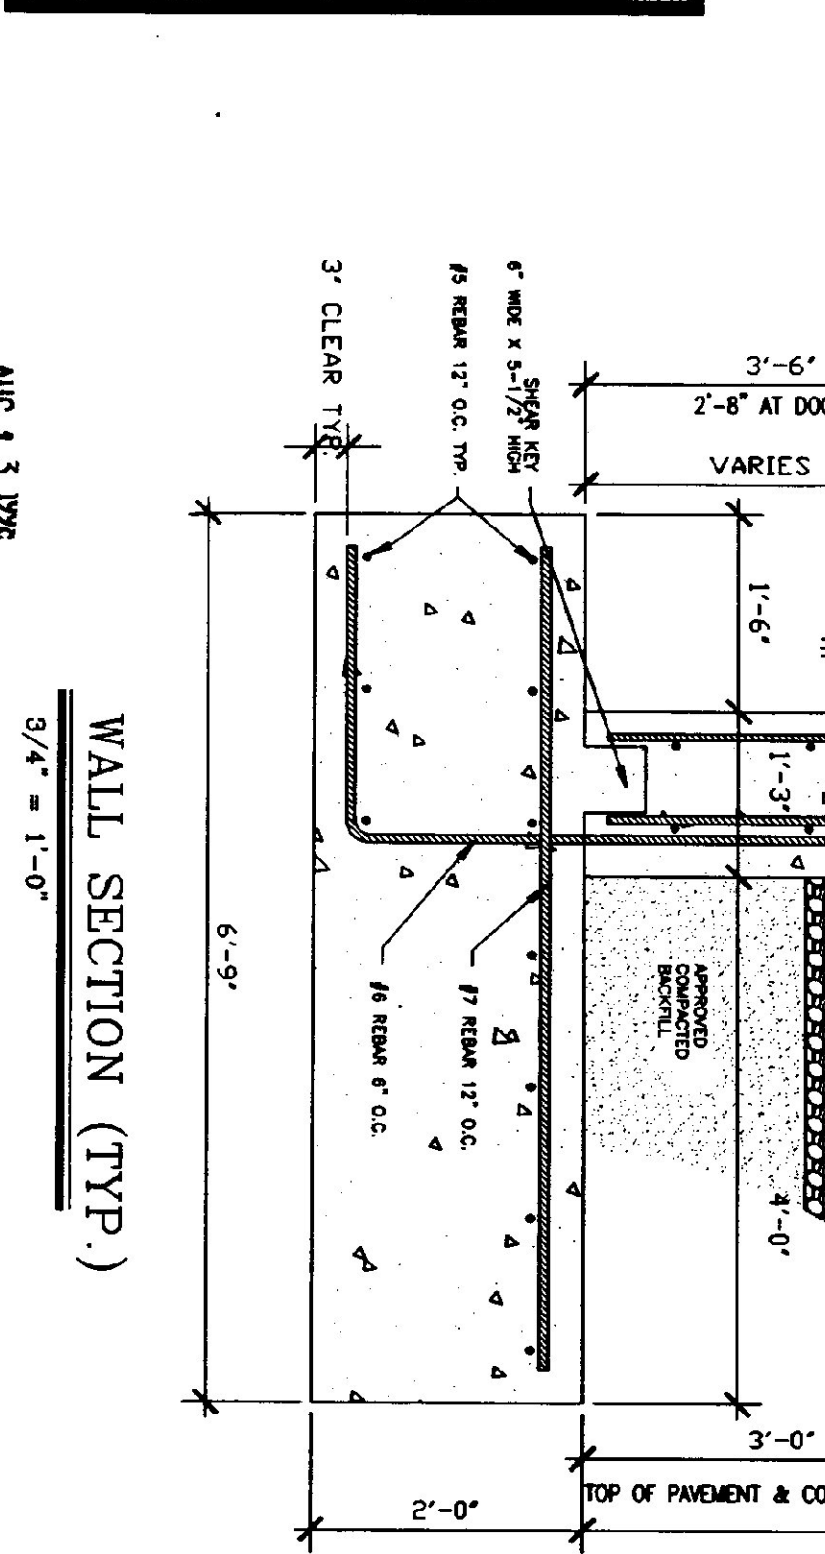 3'-6"
2'-8" AT
VARIES
6" WIDE X 5-1/2" HIGH
SHEAR KEY
#5 REBAR 12" O.C. TYP.
3" CLEAR TYP.
1'-6"
1'-3"
4'-0"
APPROVED
COMPACTED
BACKFILL
#7 REBAR 12" O.C.
#6 REBAR 6" O.C.
6'-9"
3'-0"
TOP OF PAVEMENT &
2'-0"
WALL SECTION (TYP.)
3/4" = 1'-0"